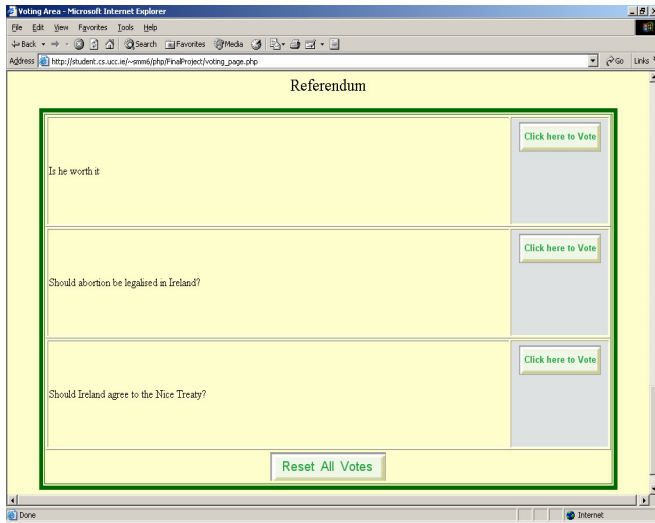 Voting Area - Microsoft Internet Explorer
File Edit View Favorites Tools Help
Back Search Favorites Media
Address http://student.cs.ucc.ie/~smm6/php/FinalProject/voting_page.php Go Links
Referendum
Is he worth it
Click here to Vote
Should abortion be legalised in Ireland?
Click here to Vote
Should Ireland agree to the Nice Treaty?
Click here to Vote
Reset All Votes
Done Internet